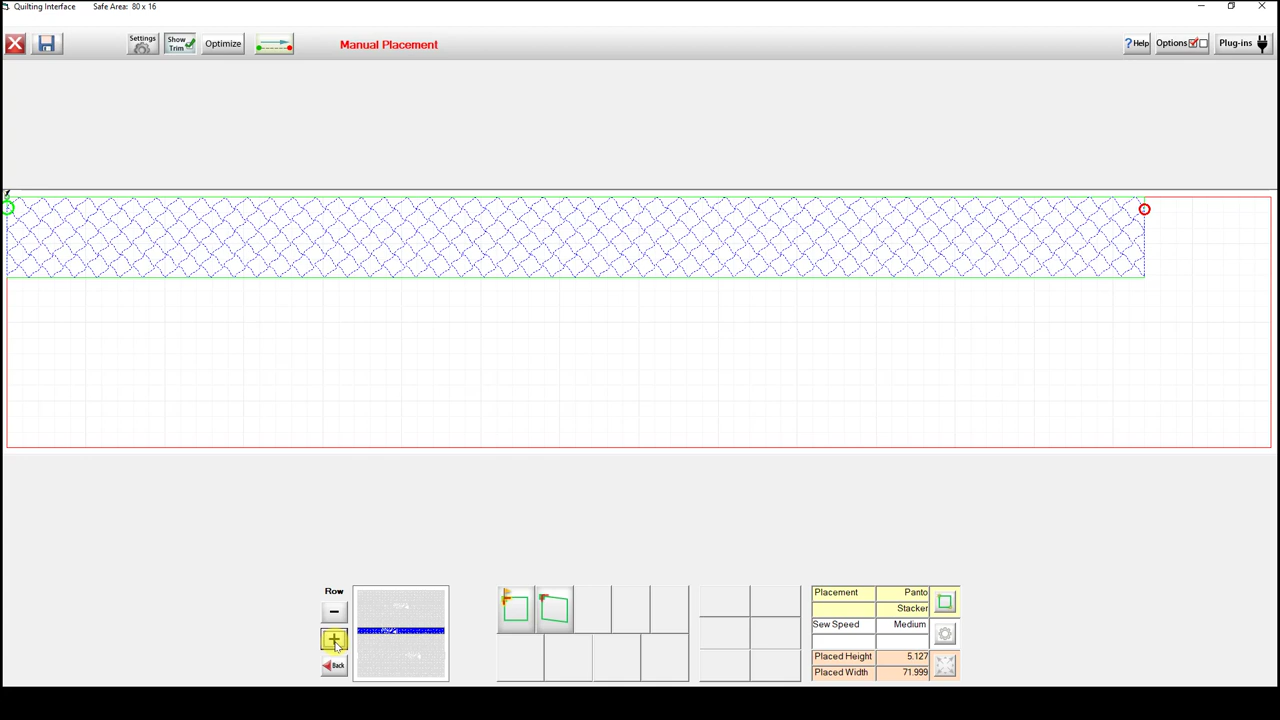 Quilting Interface Safe Area: 80 x 16
Settings
Show
Trim
Optimize
Manual Placement
?Help
Options
Plug-ins
Row
−
+
Back
Placement Panto
Stacker
Sew Speed Medium
Placed Height 5.127
Placed Width 71.999